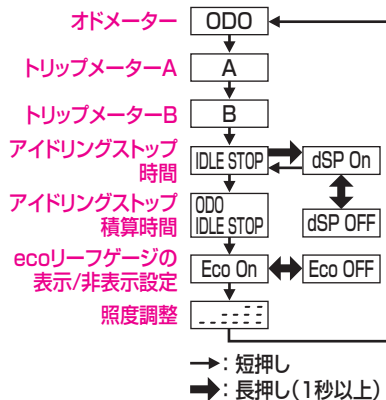 オドメーター ODO
トリップメーターA A
トリップメーターB B
アイドリングストップ
時間 IDLE STOP dSP On
dSP OFF
アイドリングストップ
積算時間 ODO
IDLE STOP
ecoリーフゲージの
表示/非表示設定 Eco On Eco OFF
照度調整
→：短押し
➡：長押し(1秒以上)